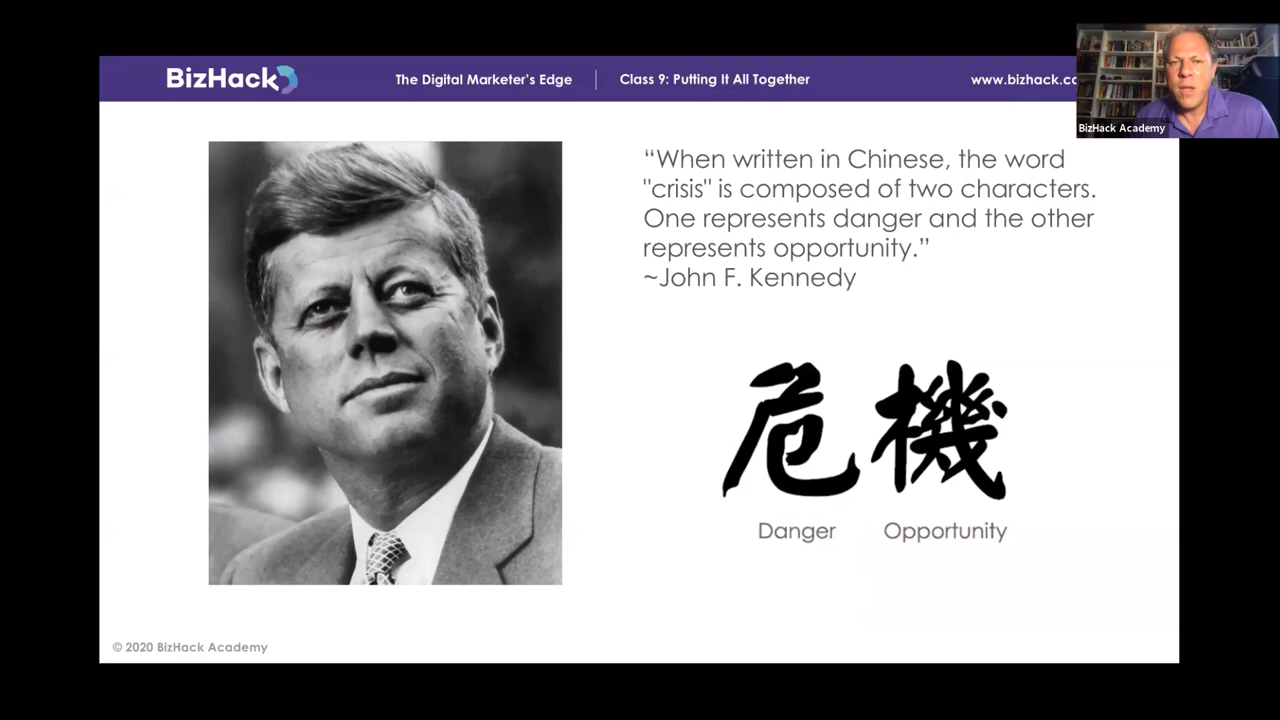 BizHack
The Digital Marketer's Edge
Class 9: Putting It All Together
www.bizhack.co
BizHack Academy
“When written in Chinese, the word
"crisis" is composed of two characters.
One represents danger and the other
represents opportunity.”
~John F. Kennedy
危機
Danger Opportunity
© 2020 BizHack Academy